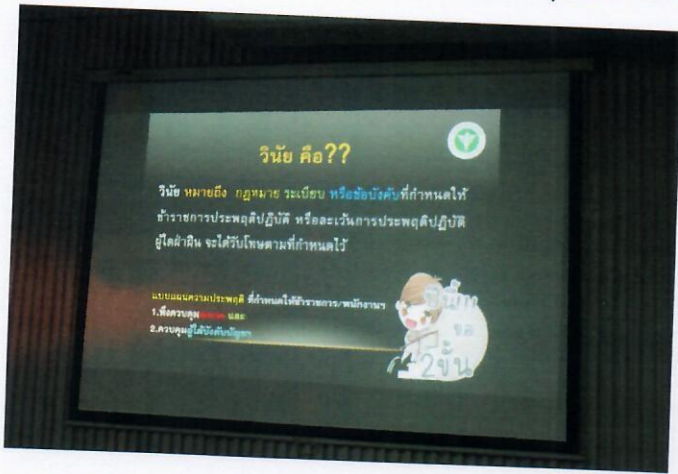 วินัย คือ??
วินัย หมายถึง กฎหมาย ระเบียบ หรือข้อบังคับที่กำหนดให้
ข้าราชการประพฤติปฏิบัติ หรือละเว้นการประพฤติปฏิบัติ
ผู้ใดฝ่าฝืน จะได้รับโทษตามที่กำหนดไว้
แบบแผนความประพฤติ ที่กำหนดให้ข้าราชการ/พนักงานฯ
1.พึงควบคุม และ
2.ควบคุมผู้ใต้บังคับบัญชา
ปีนี้
ขอ
2ขั้น